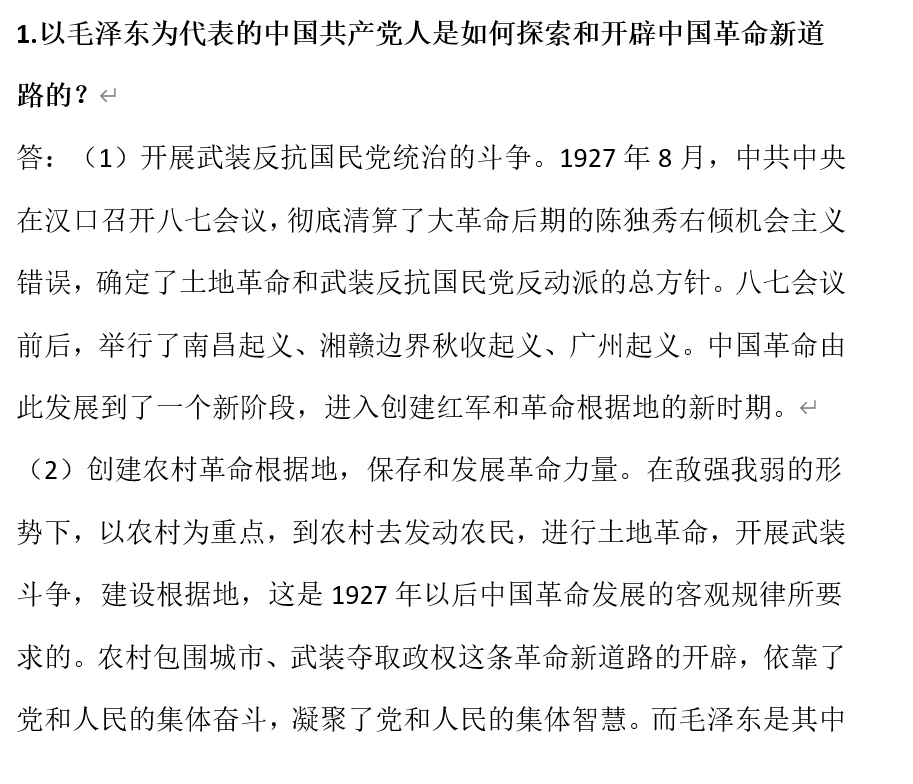 1.以毛泽东为代表的中国共产党人是如何探索和开辟中国革命新道
路的？
答：（1）开展武装反抗国民党统治的斗争。1927 年 8 月，中共中央
在汉口召开八七会议，彻底清算了大革命后期的陈独秀右倾机会主义
错误，确定了土地革命和武装反抗国民党反动派的总方针。八七会议
前后，举行了南昌起义、湘赣边界秋收起义、广州起义。中国革命由
此发展到了一个新阶段，进入创建红军和革命根据地的新时期。
（2）创建农村革命根据地，保存和发展革命力量。在敌强我弱的形
势下，以农村为重点，到农村去发动农民，进行土地革命，开展武装
斗争，建设根据地，这是 1927 年以后中国革命发展的客观规律所要
求的。农村包围城市、武装夺取政权这条革命新道路的开辟，依靠了
党和人民的集体奋斗，凝聚了党和人民的集体智慧。而毛泽东是其中